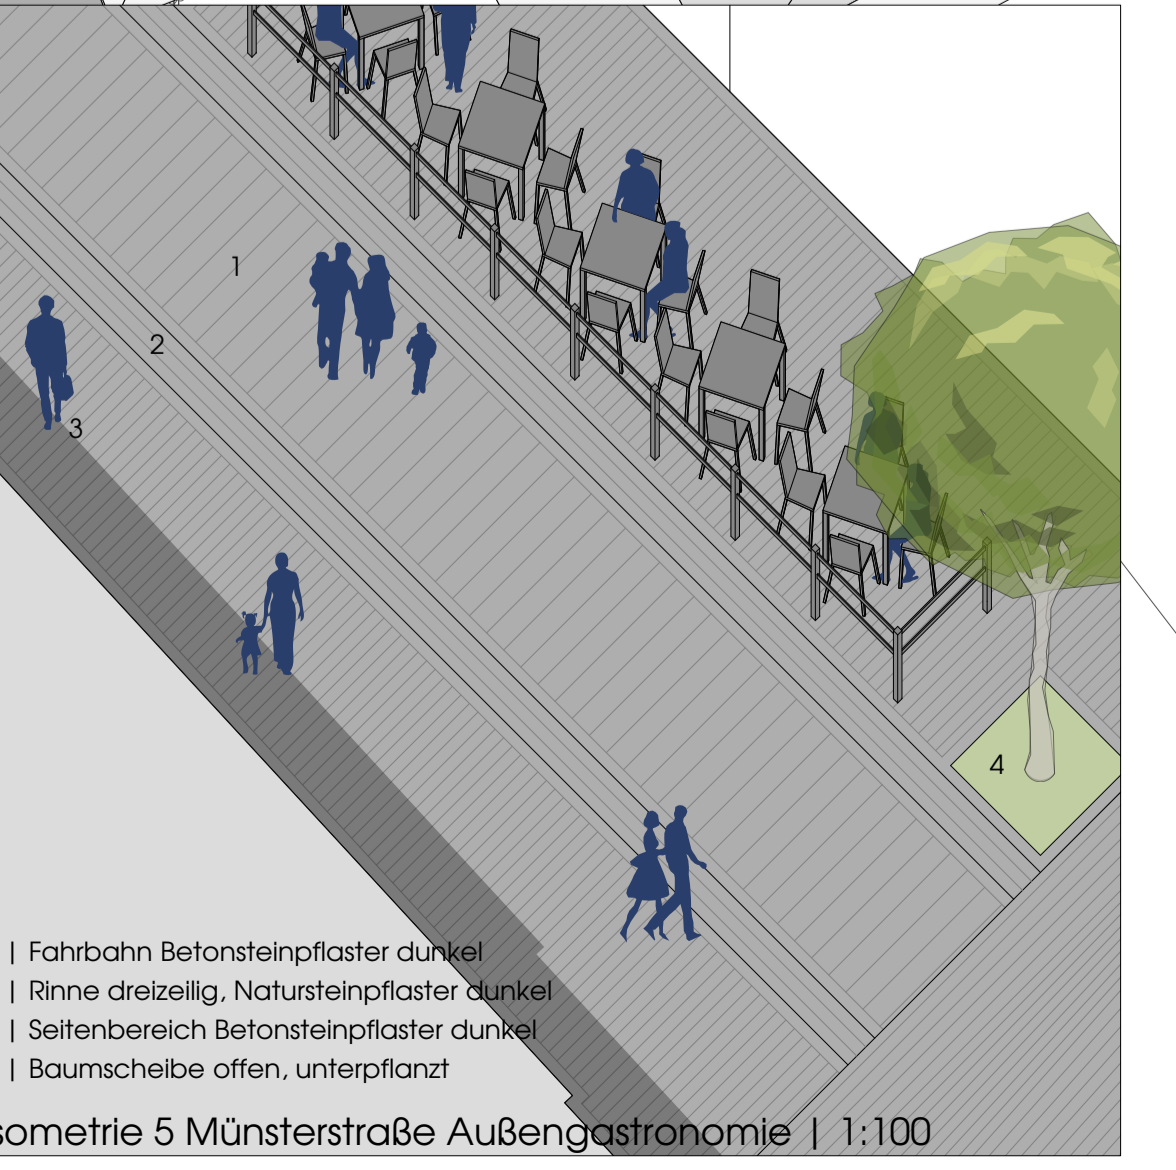 1
2
3
4
| Fahrbahn Betonsteinpflaster dunkel
| Rinne dreizeilig, Natursteinpflaster dunkel
| Seitenbereich Betonsteinpflaster dunkel
| Baumscheibe offen, unterpflanzt
sometrie 5 Münsterstraße Außengastronomie | 1:100